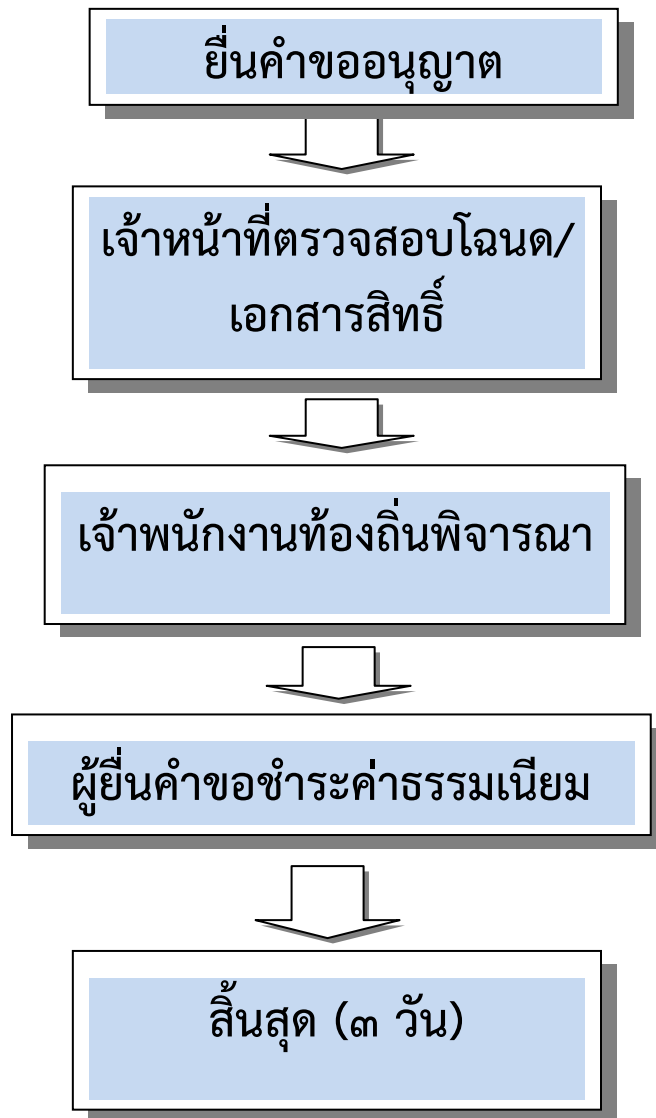 ยื่นคำขออนุญาต
เจ้าหน้าที่ตรวจสอบโฉนด/
เอกสารสิทธิ์
เจ้าพนักงานท้องถิ่นพิจารณา
ผู้ยื่นคำขอชำระค่าธรรมเนียม
สิ้นสุด (๓ วัน)